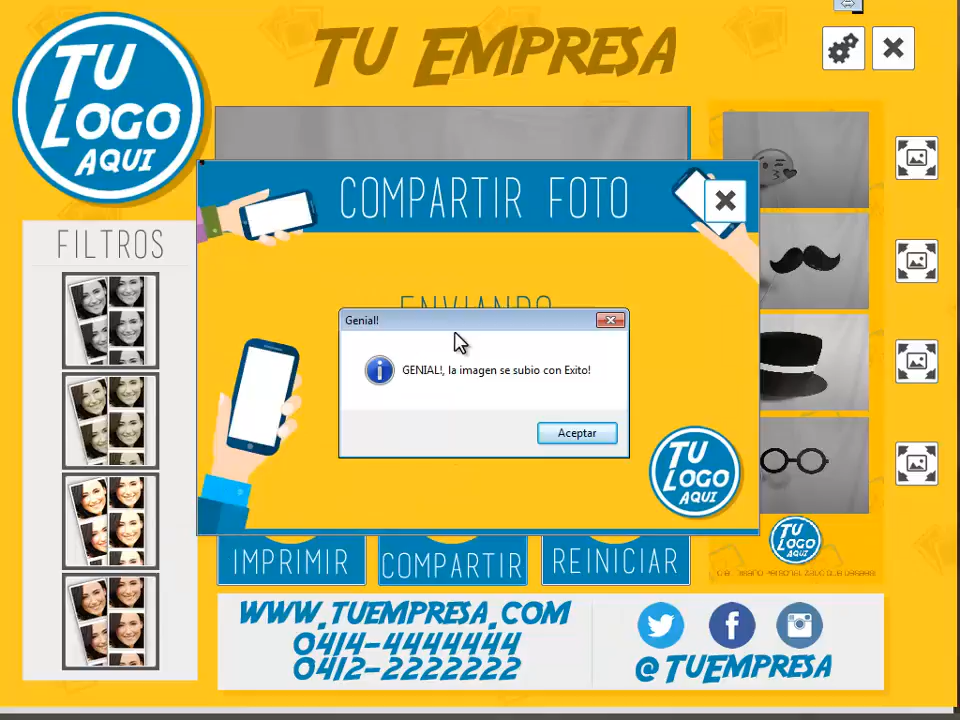 TU
LOGO
AQUI
TU EMPRESA
FILTROS
COMPARTIR FOTO
ENVIANDO
Genial!
GENIAL!, la imagen se subio con Exito!
Aceptar
TU
LOGO
AQUI
IMPRIMIR
COMPARTIR
REINICIAR
TU
LOGO
AQUI
WWW.TUEMPRESA.COM
0414-4444444
0412-2222222
@TUEMPRESA